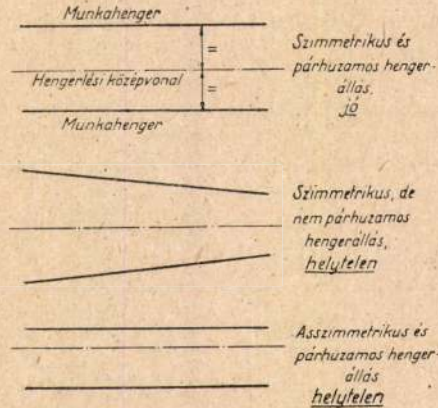 Munkahenger
=
Hengerlési középvonal
=
Munkahenger
Szimmetrikus és
párhuzamos henger-
állás,
jó
Szimmetrikus, de
nem párhuzamos
hengerállás,
helytelen
Asszimmetrikus és
párhuzamos henger-
állás
helytelen